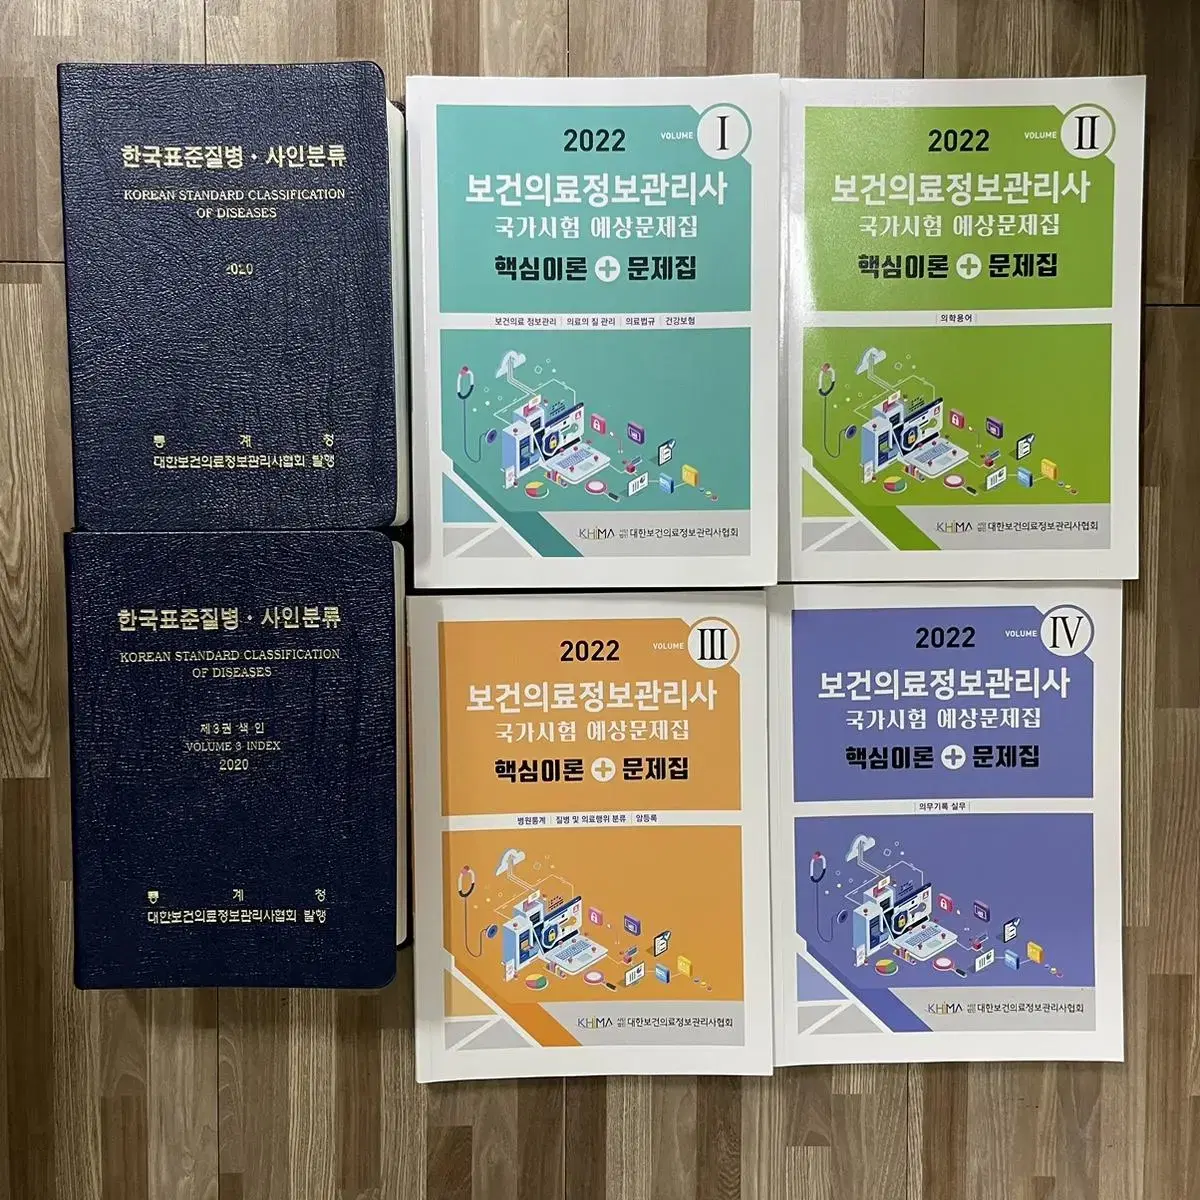 한국표준질병 · 사인분류
KOREAN STANDARD CLASSIFICATION
OF DISEASES
2020
통 계 청
대한보건의료정보관리사협회 발행
한국표준질병 · 사인분류
KOREAN STANDARD CLASSIFICATION
OF DISEASES
제3권 색 인
VOLUME 3 INDEX
2020
통 계 청
대한보건의료정보관리사협회 발행
2022 VOLUME I
보건의료정보관리사
국가시험 예상문제집
핵심이론 + 문제집
보건의료 정보관리 | 의료의 질 관리 | 의료법규 | 건강보험
KHIMA 대한보건의료정보관리사협회
2022 VOLUME II
보건의료정보관리사
국가시험 예상문제집
핵심이론 + 문제집
| 의학용어 |
KHIMA 대한보건의료정보관리사협회
2022 VOLUME III
보건의료정보관리사
국가시험 예상문제집
핵심이론 + 문제집
병원통계 | 질병 및 의료행위 분류 | 암등록
KHIMA 대한보건의료정보관리사협회
2022 VOLUME IV
보건의료정보관리사
국가시험 예상문제집
핵심이론 + 문제집
| 의무기록 실무 |
KHIMA 대한보건의료정보관리사협회